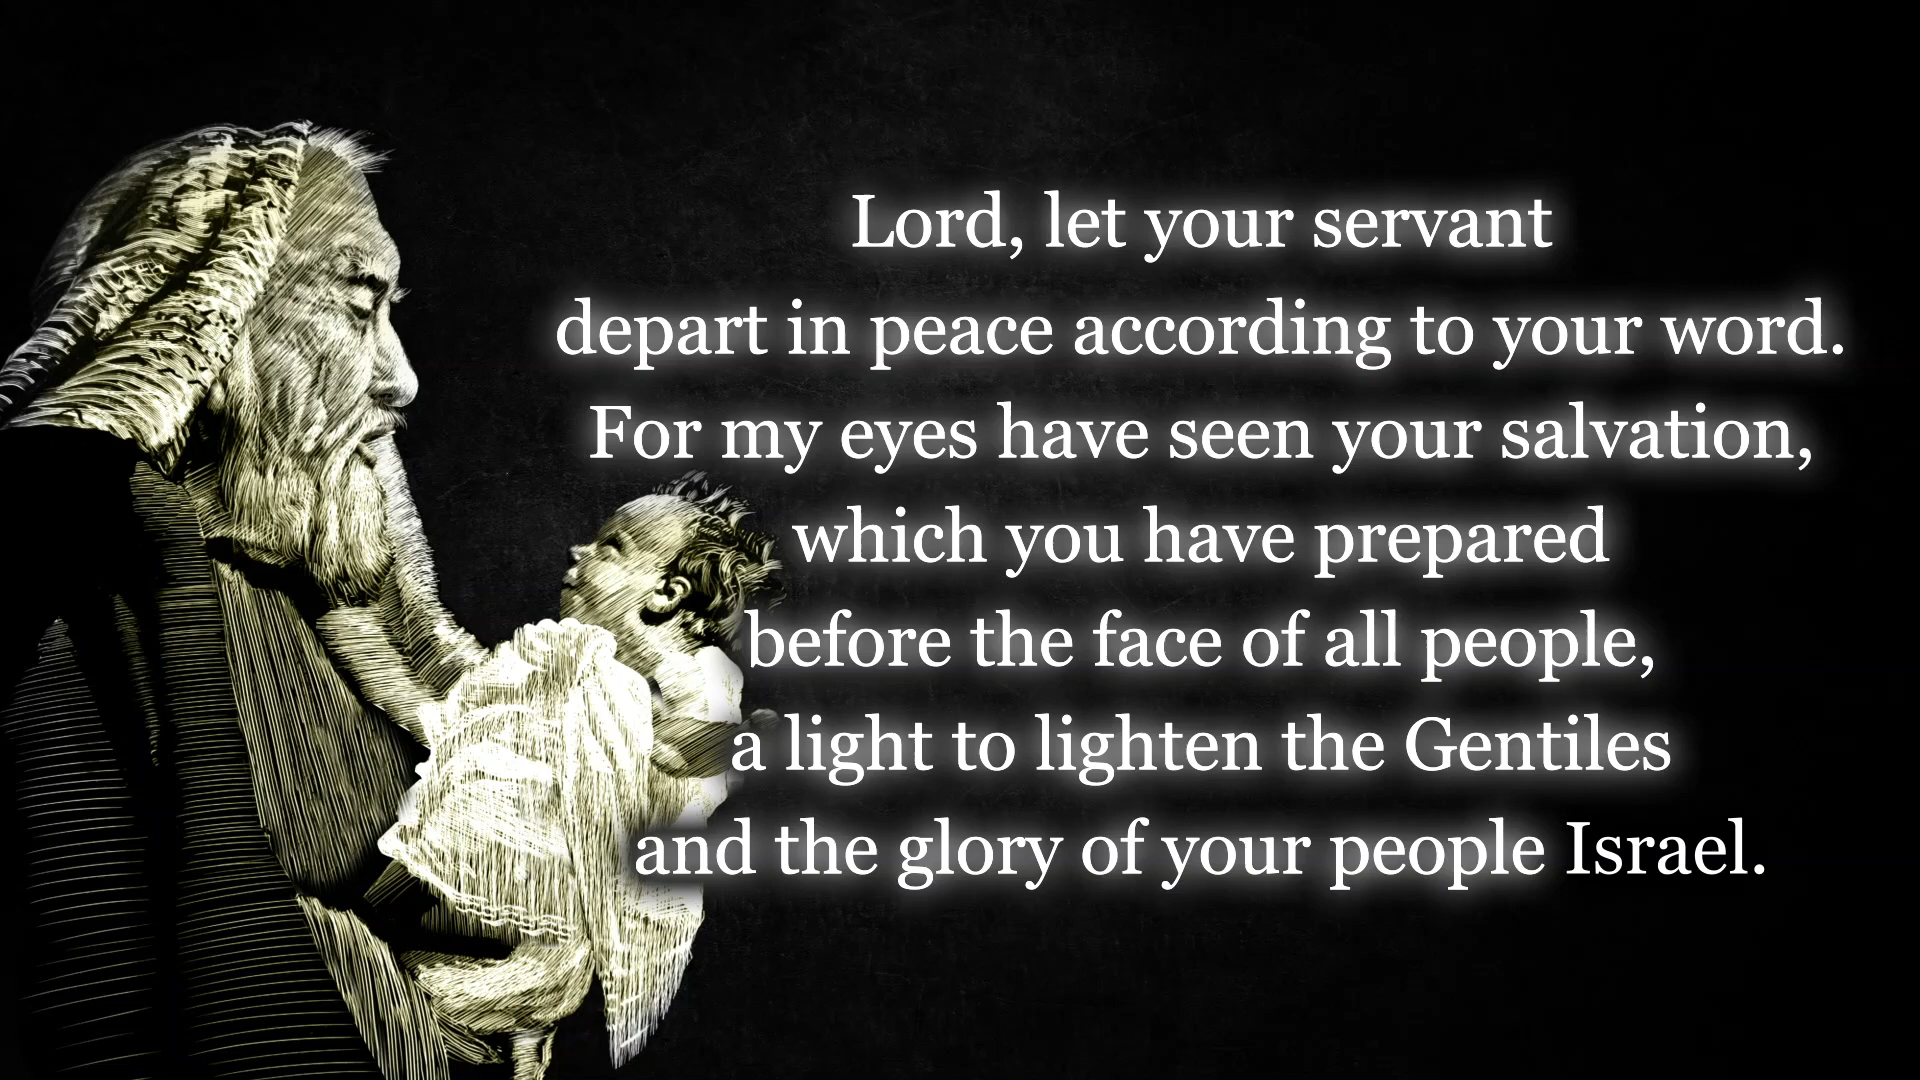 Lord, let your servant
depart in peace according to your word.
For my eyes have seen your salvation,
which you have prepared
before the face of all people,
a light to lighten the Gentiles
and the glory of your people Israel.